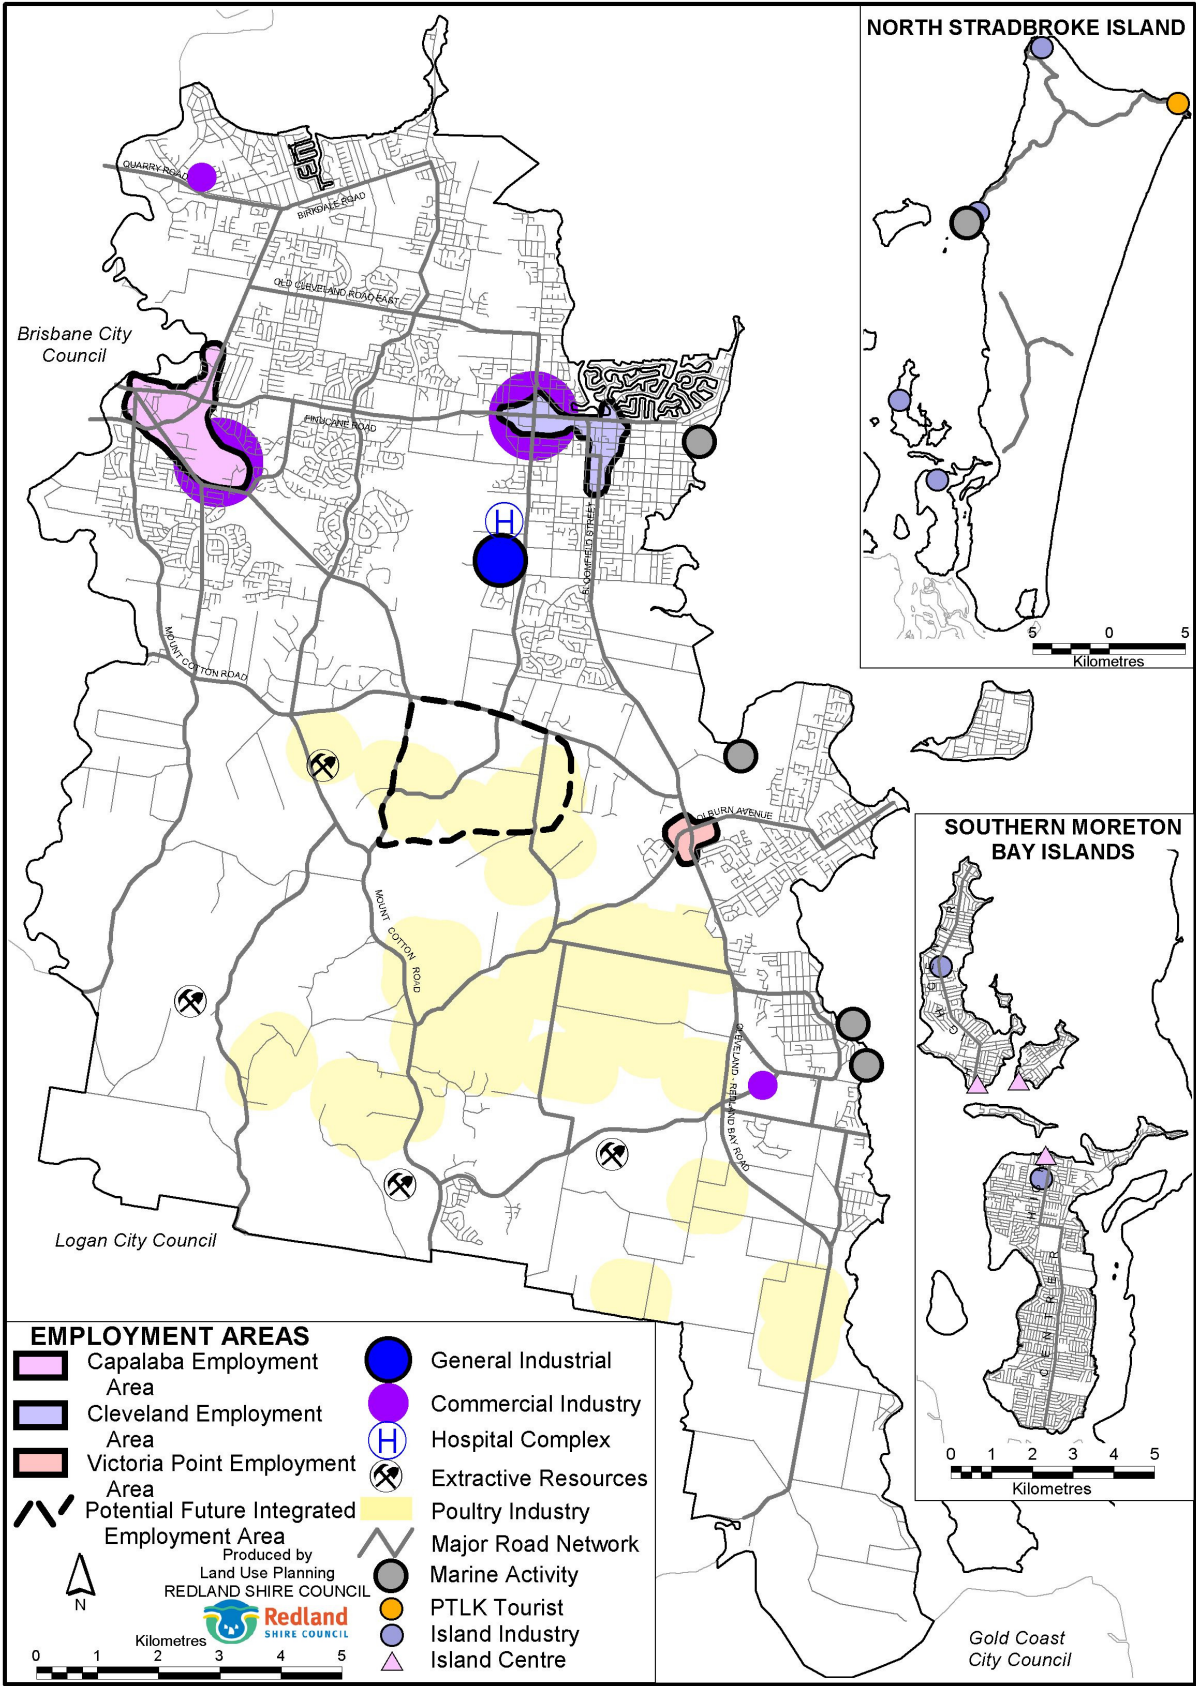 NORTH STRADBROKE ISLAND
QUARRY ROAD
BIRKDALE ROAD
OLD CLEVELAND ROAD EAST
Brisbane City
Council
FINUCANE ROAD
H
BLOOMFIELD STREET
5 0 5
Kilometres
MOUNT COTTON ROAD
COLBURN AVENUE
SOUTHERN MORETON
BAY ISLANDS
MOUNT COTTON ROAD
CLEVELAND - REDLAND BAY ROAD
HIGH
CENTRE
Logan City Council
0 1 2 3 4 5
Kilometres
EMPLOYMENT AREAS
Capalaba Employment
Area
Cleveland Employment
Area
Victoria Point Employment
Area
Potential Future Integrated
Employment Area
General Industrial
Commercial Industry
H Hospital Complex
Extractive Resources
Poultry Industry
Major Road Network
Marine Activity
PTLK Tourist
Island Industry
Island Centre
N
Produced by
Land Use Planning
REDLAND SHIRE COUNCIL
Redland
SHIRE COUNCIL
Kilometres
0 1 2 3 4 5
Gold Coast
City Council